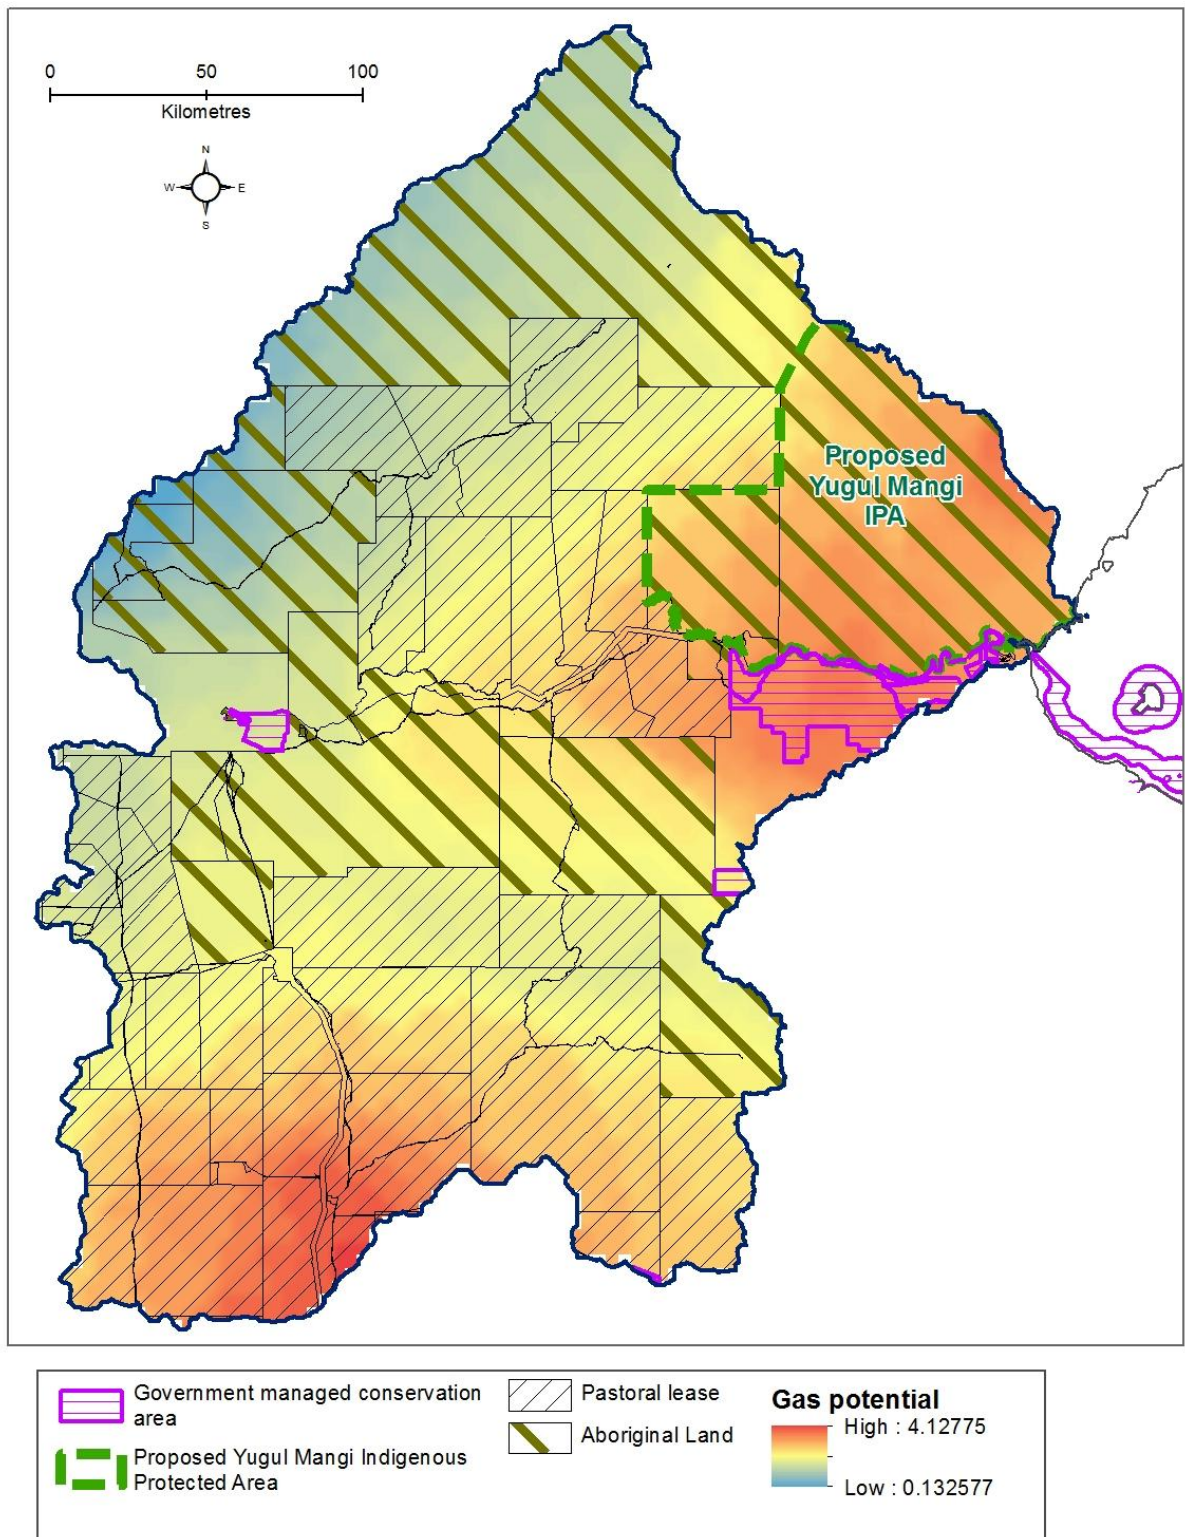 0 50 100
Kilometres
N
W E
S
Proposed
Yugul Mangi
IPA
Government managed conservation
area
Proposed Yugul Mangi Indigenous
Protected Area
Pastoral lease
Aboriginal Land
Gas potential
High : 4.12775
Low : 0.132577